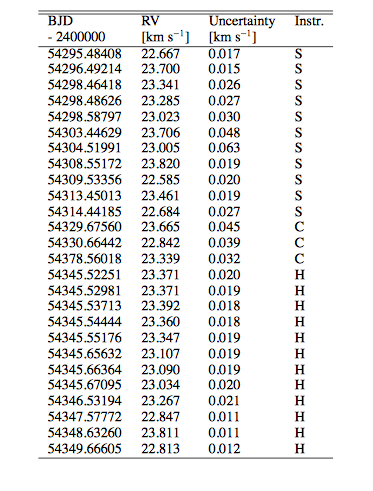 BJD RV Uncertainty Instr.
- 2400000 [km s⁻¹] [km s⁻¹]
54295.48408 22.667 0.017 S
54296.49214 23.700 0.015 S
54298.46418 23.341 0.026 S
54298.48626 23.285 0.027 S
54298.58797 23.023 0.030 S
54303.44629 23.706 0.048 S
54304.51991 23.005 0.063 S
54308.55172 23.820 0.019 S
54309.53356 22.585 0.020 S
54313.45013 23.461 0.019 S
54314.44185 22.684 0.027 S
54329.67560 23.665 0.045 C
54330.66442 22.842 0.039 C
54378.56018 23.339 0.032 C
54345.52251 23.371 0.020 H
54345.52981 23.371 0.019 H
54345.53713 23.392 0.018 H
54345.54444 23.360 0.018 H
54345.55176 23.347 0.019 H
54345.65632 23.107 0.019 H
54345.66364 23.090 0.019 H
54345.67095 23.034 0.020 H
54346.53194 23.267 0.021 H
54347.57772 22.847 0.011 H
54348.63260 23.811 0.011 H
54349.66605 22.813 0.012 H